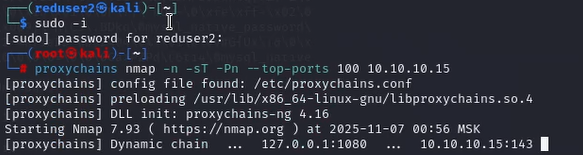 (reduser2㉿kali)-[~]
$ sudo -i
[sudo] password for reduser2:
(root㉿kali)-[~]
# proxychains nmap -n -sT -Pn --top-ports 100 10.10.10.15
[proxychains] config file found: /etc/proxychains.conf
[proxychains] preloading /usr/lib/x86_64-linux-gnu/libproxychains.so.4
[proxychains] DLL init: proxychains-ng 4.16
Starting Nmap 7.93 ( https://nmap.org ) at 2025-11-07 00:56 MSK
[proxychains] Dynamic chain ... 127.0.0.1:1080 ... 10.10.10.15:143